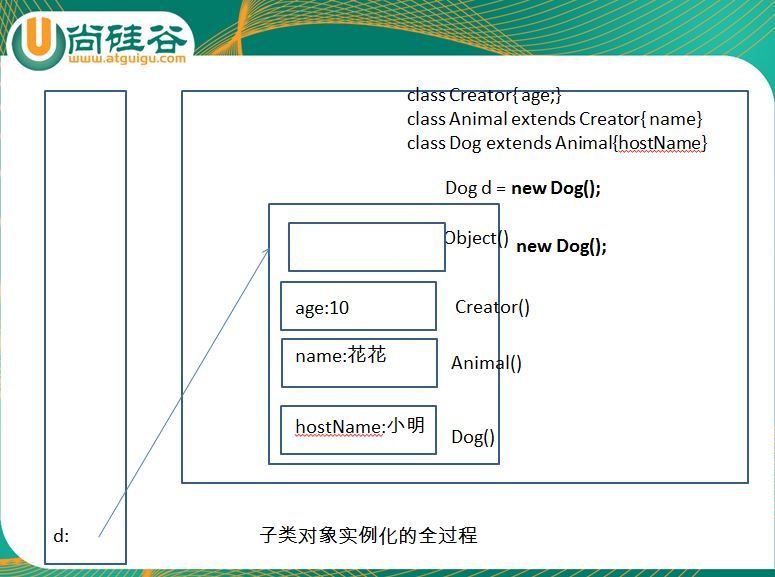 尚硅谷
www.atguigu.com
class Creator{ age;}
class Animal extends Creator{ name}
class Dog extends Animal{hostName}
Dog d = new Dog();
Object()
new Dog();
age:10
Creator()
name:花花
Animal()
hostName:小明
Dog()
d:
子类对象实例化的全过程